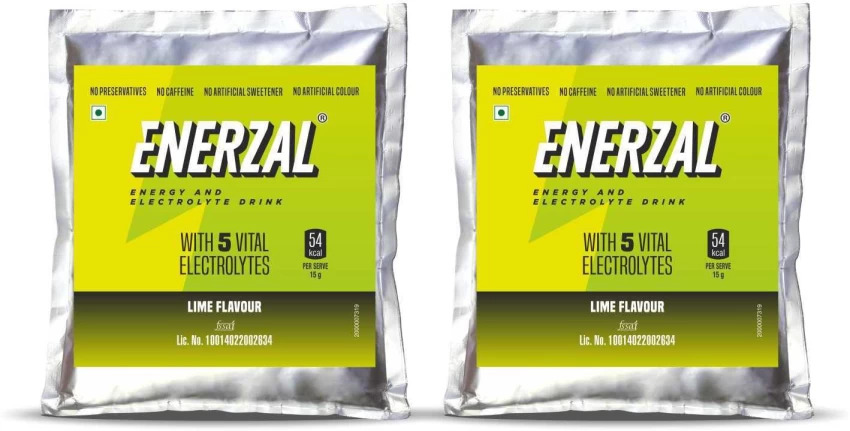 NO PRESERVATIVES NO CAFFEINE NO ARTIFICIAL SWEETENER NO ARTIFICIAL COLOUR
ENERZAL®
ENERGY AND
ELECTROLYTE DRINK
WITH 5 VITAL
ELECTROLYTES
54
kcal
PER SERVE
15 g
LIME FLAVOUR
fssai
Lic. No. 10014022002634
2000007319
NO PRESERVATIVES NO CAFFEINE NO ARTIFICIAL SWEETENER NO ARTIFICIAL COLOUR
ENERZAL®
ENERGY AND
ELECTROLYTE DRINK
WITH 5 VITAL
ELECTROLYTES
54
kcal
PER SERVE
15 g
LIME FLAVOUR
fssai
Lic. No. 10014022002634
2000007319